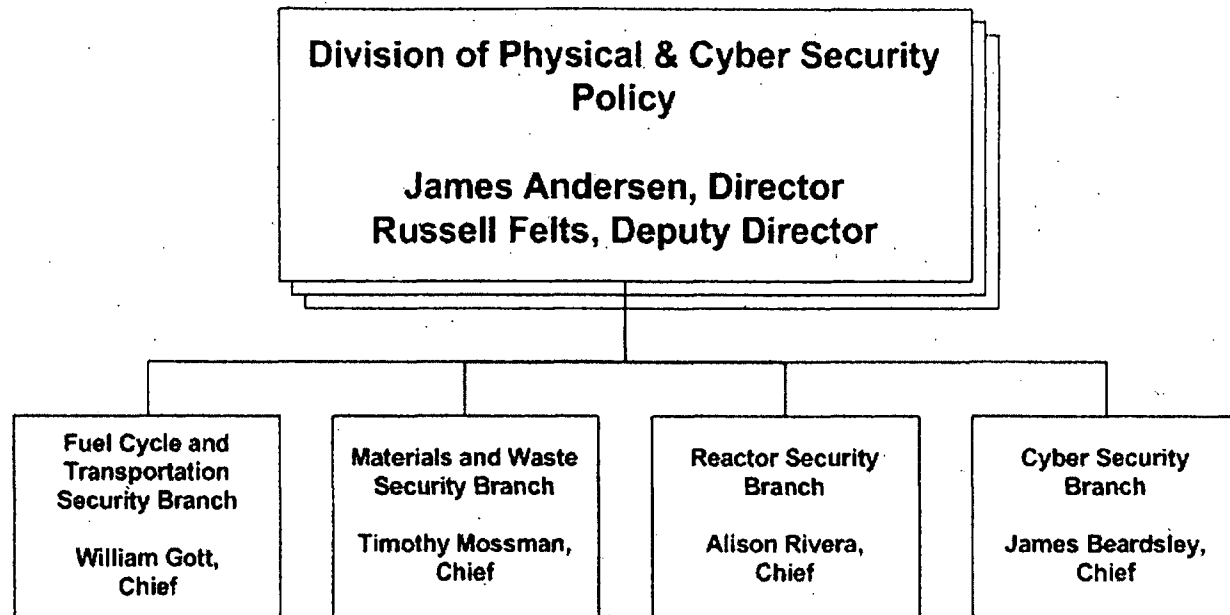 Division of Physical & Cyber Security
Policy
James Andersen, Director
Russell Felts, Deputy Director
Fuel Cycle and
Transportation
Security Branch
William Gott,
Chief
Materials and Waste
Security Branch
Timothy Mossman,
Chief
Reactor Security
Branch
Alison Rivera,
Chief
Cyber Security
Branch
James Beardsley,
Chief